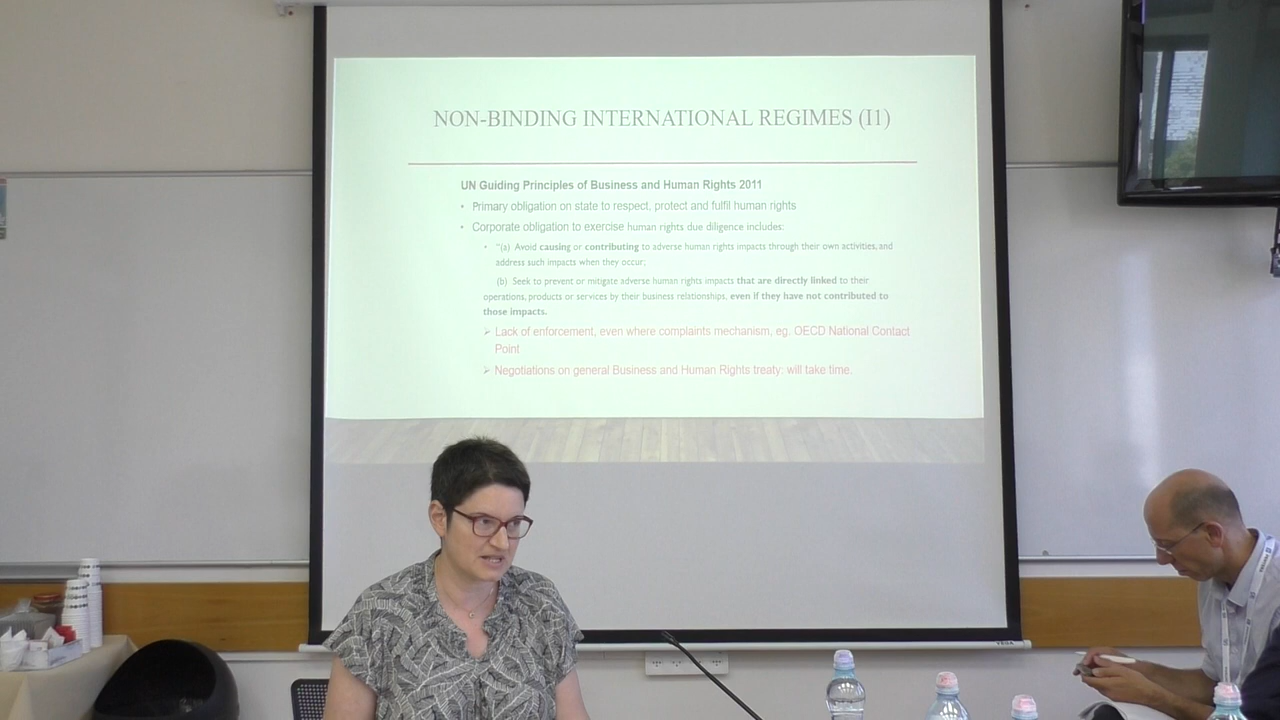 NON-BINDING INTERNATIONAL REGIMES (I1)
UN Guiding Principles of Business and Human Rights 2011
• Primary obligation on state to respect, protect and fulfil human rights
• Corporate obligation to exercise human rights due diligence includes:
• "(a) Avoid causing or contributing to adverse human rights impacts through their own activities, and
address such impacts when they occur;
(b) Seek to prevent or mitigate adverse human rights impacts that are directly linked to their
operations, products or services by their business relationships, even if they have not contributed to
those impacts.
➢ Lack of enforcement, even where complaints mechanism, eg. OECD National Contact
Point
➢ Negotiations on general Business and Human Rights treaty: will take time.